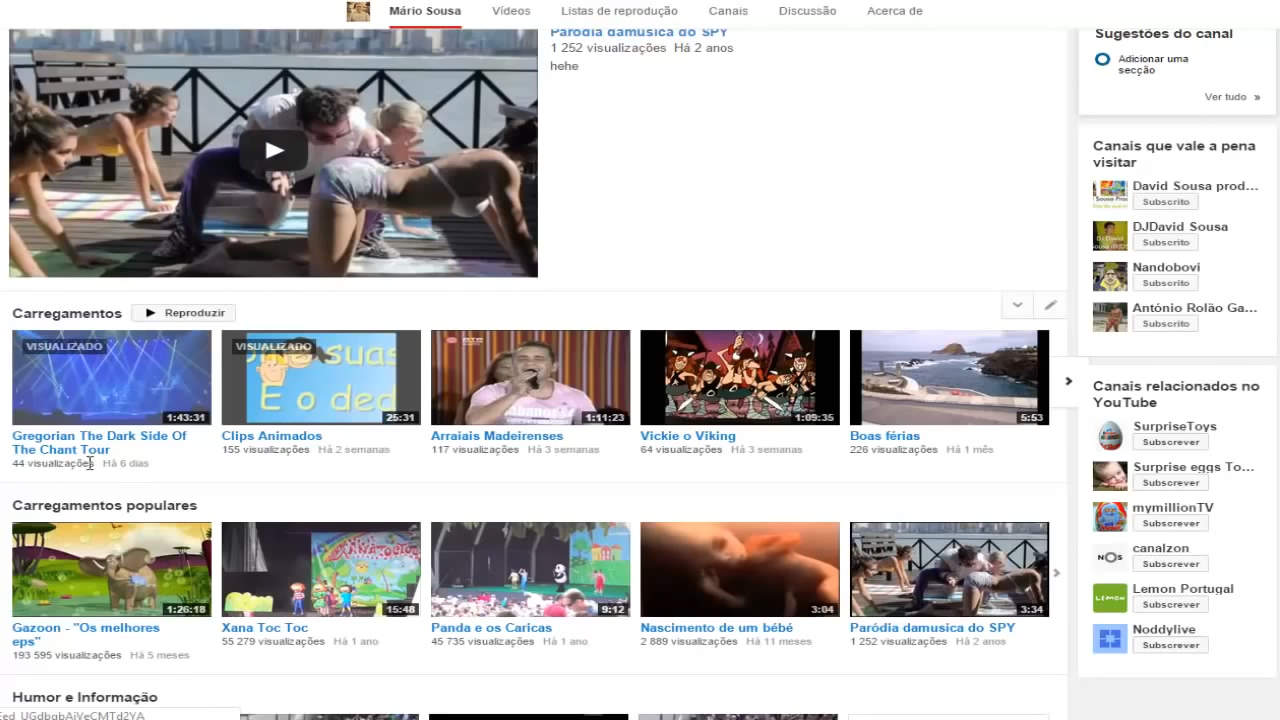 Mário Sousa Vídeos Listas de reprodução Canais Discussão Acerca de
Paródia damusica do SPY
1 252 visualizações Há 2 anos
hehe
Sugestões do canal
Adicionar uma
secção
Ver tudo »
Canais que vale a pena
visitar
David Sousa prod...
Subscrito
DJDavid Sousa
Subscrito
Nandobovi
Subscrito
António Rolão Ga...
Subscrito
Carregamentos Reproduzir
VISUALIZADO
1:43:31
Gregorian The Dark Side Of
The Chant Tour
44 visualizações Há 6 dias
VISUALIZADO
suas
E o ded
25:31
Clips Animados
155 visualizações Há 2 semanas
1:11:23
Arraiais Madeirenses
117 visualizações Há 3 semanas
1:09:35
Vickie o Viking
64 visualizações Há 3 semanas
5:53
Boas férias
226 visualizações Há 1 mês
Canais relacionados no
YouTube
SurpriseToys
Subscrever
Surprise eggs To...
Subscrever
mymillionTV
Subscrever
NOS
canalzon
Subscrever
Lemon Portugal
Subscrever
Noddylive
Subscrever
Carregamentos populares
1:26:18
Gazoon - "Os melhores
eps"
193 595 visualizações Há 5 meses
15:48
Xana Toc Toc
55 279 visualizações Há 1 ano
9:12
Panda e os Caricas
45 735 visualizações Há 1 ano
3:04
Nascimento de um bébé
2 889 visualizações Há 11 meses
3:34
Paródia damusica do SPY
1 252 visualizações Há 2 anos
Humor e Informação